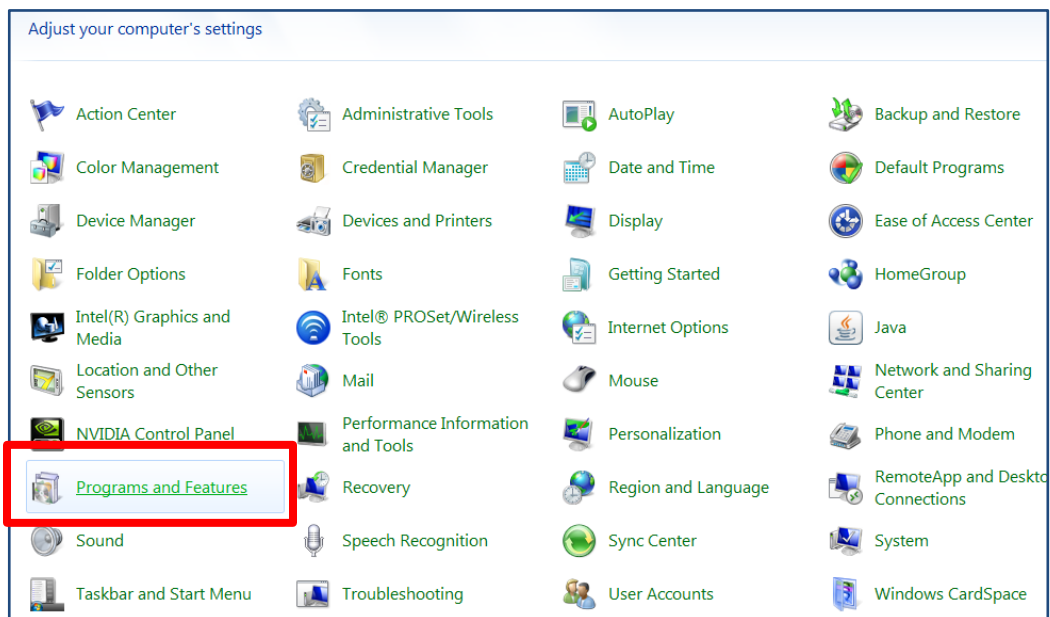 Adjust your computer's settings
Action Center
Administrative Tools
AutoPlay
Backup and Restore
Color Management
Credential Manager
Date and Time
Default Programs
Device Manager
Devices and Printers
Display
Ease of Access Center
Folder Options
Fonts
Getting Started
HomeGroup
Intel(R) Graphics and
Media
Intel® PROSet/Wireless
Tools
Internet Options
Java
Location and Other
Sensors
Mail
Mouse
Network and Sharing
Center
NVIDIA Control Panel
Performance Information
and Tools
Personalization
Phone and Modem
Programs and Features
Recovery
Region and Language
RemoteApp and Deskto
Connections
Sound
Speech Recognition
Sync Center
System
Taskbar and Start Menu
Troubleshooting
User Accounts
Windows CardSpace